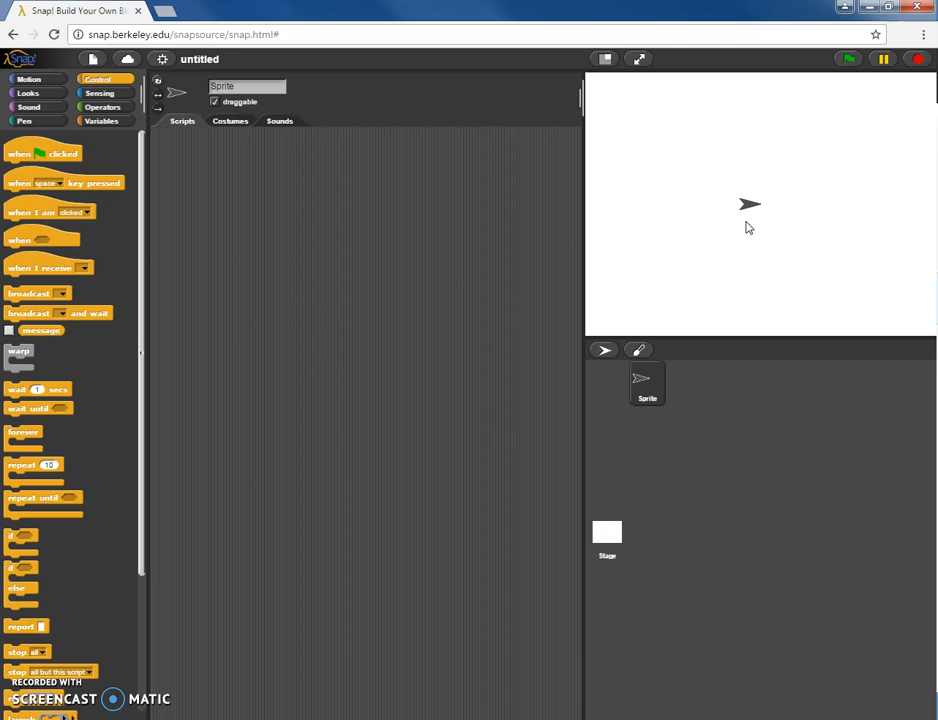 Snap! Build Your Own Bl
snap.berkeley.edu/snapsource/snap.html#
Snap!
untitled
Motion
Control
Looks
Sensing
Sound
Operators
Pen
Variables
Sprite
draggable
Scripts
Costumes
Sounds
when clicked
when space key pressed
when I am clicked
when
when I receive
broadcast
broadcast and wait
message
warp
wait 1 secs
wait until
forever
repeat 10
repeat until
if
if
else
report
stop all
stop all but this script
RECORDED WITH
SCREENCAST MATIC
Sprite
Stage